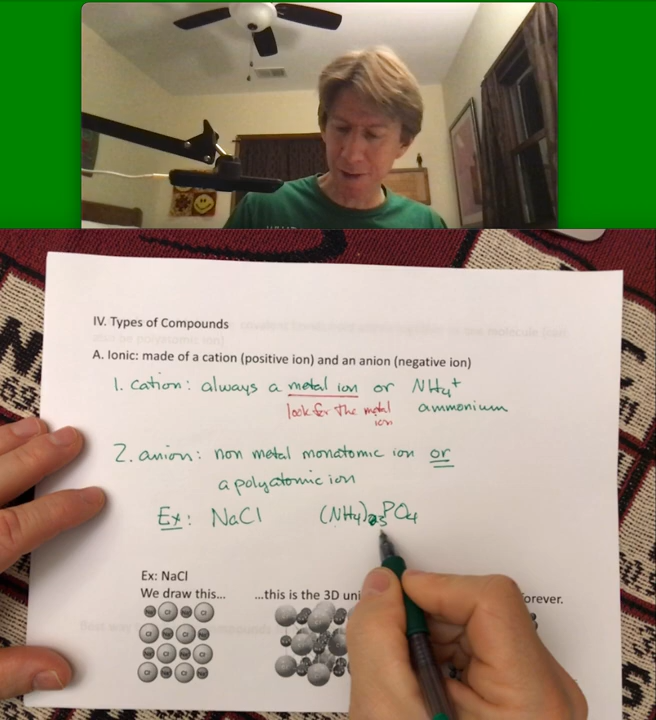 IV. Types of Compounds
A. Ionic: made of a cation (positive ion) and an anion (negative ion)
1. cation: always a metal ion or NH4+
look for the metal ion ammonium
2. anion: non metal monatomic ion or
a polyatomic ion
Ex: NaCl (NH4)3PO4
Ex: NaCl
We draw this... ...this is the 3D uni orever.